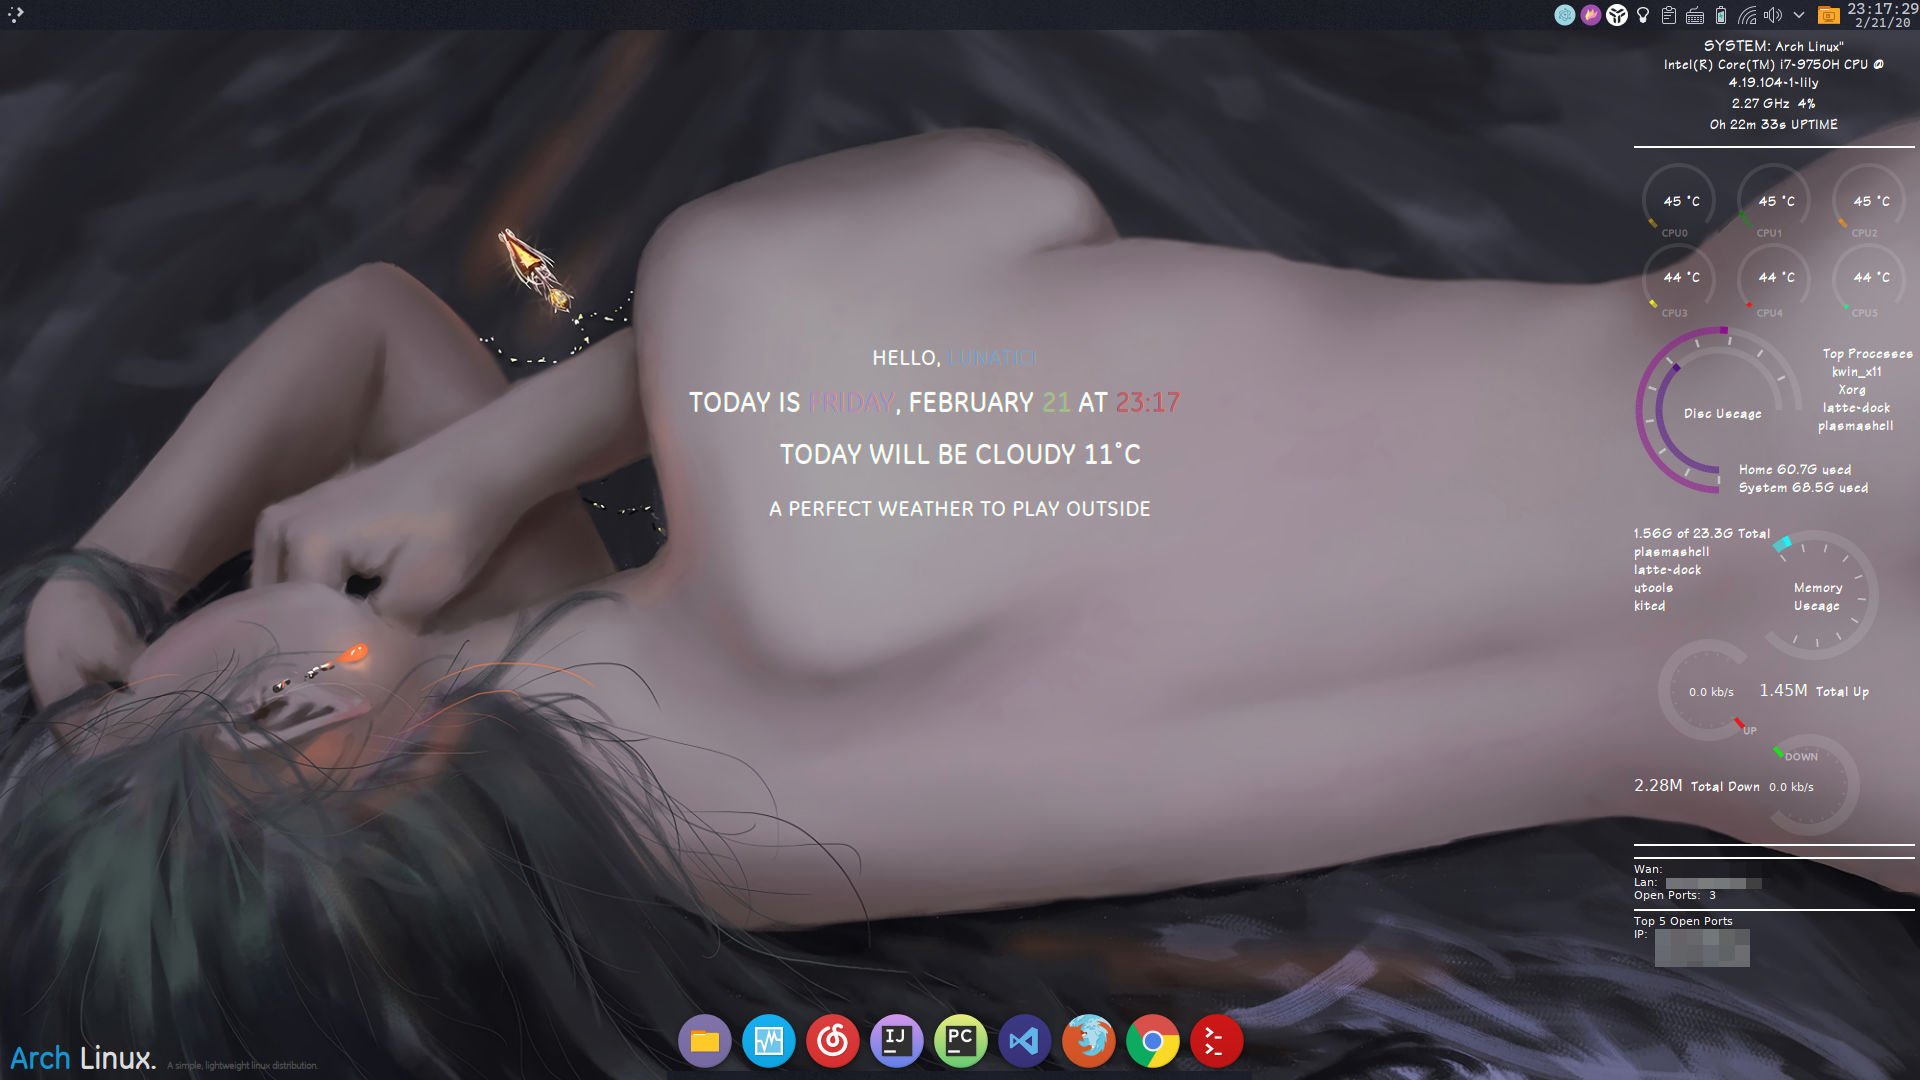 23:17:29
2/21/20
SYSTEM: Arch Linux"
Intel(R) Core(TM) i7-9750H CPU @
4.19.104-1-lily
2.27 GHz 4%
0h 22m 33s UPTIME
45 °C 45 °C 45 °C
CPU0 CPU1 CPU2
44 °C 44 °C 44 °C
CPU3 CPU4 CPU5
Top Processes
kwin_x11
Xorg
latte-dock
plasmashell
Disc Useage
Home 60.7G used
System 68.5G used
HELLO, LUNATIC!
TODAY IS FRIDAY, FEBRUARY 21 AT 23:17
TODAY WILL BE CLOUDY 11°C
A PERFECT WEATHER TO PLAY OUTSIDE
1.56G of 23.3G Total
plasmashell
latte-dock
utools
kited
Memory
Useage
0.0 kb/s 1.45M Total Up
UP
DOWN
2.28M Total Down 0.0 kb/s
Wan:
Lan:
Open Ports: 3
Top 5 Open Ports
IP:
IJ
PC
Arch Linux. A simple, lightweight linux distribution.